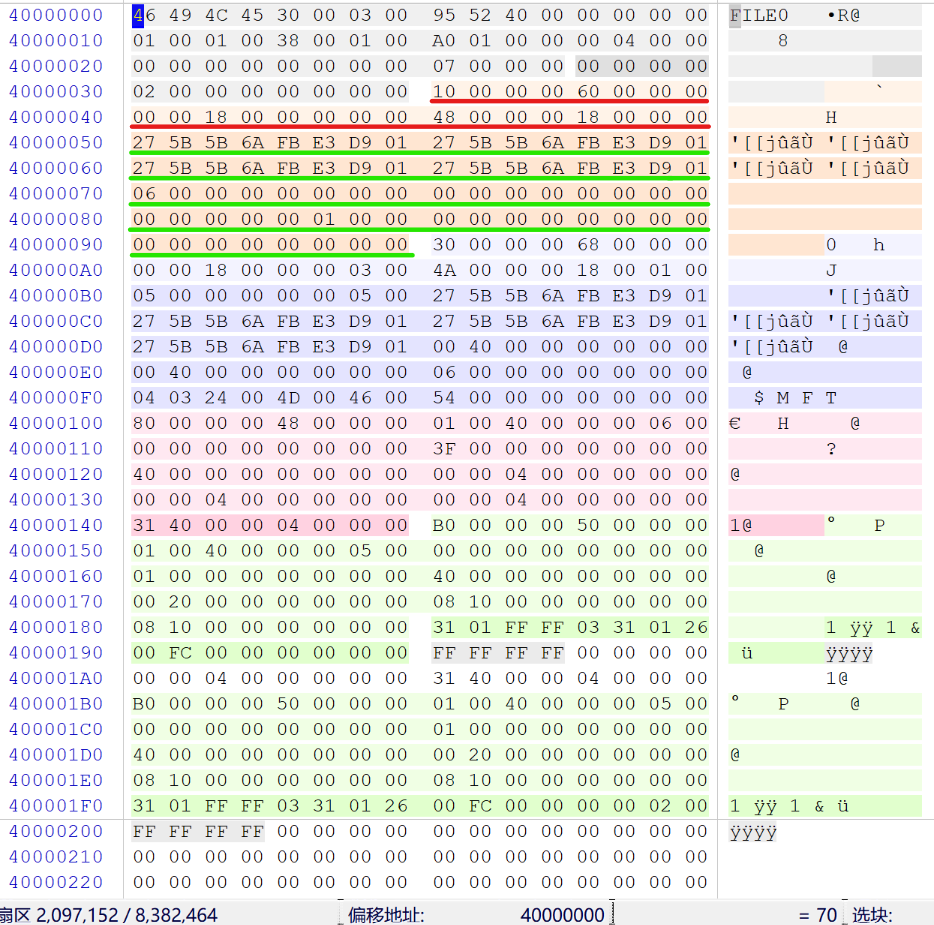 40000000 46 49 4C 45 30 00 03 00 95 52 40 00 00 00 00 00 FILE0 •R@
40000010 01 00 01 00 38 00 01 00 A0 01 00 00 00 04 00 00 8
40000020 00 00 00 00 00 00 00 00 07 00 00 00 00 00 00 00
40000030 02 00 00 00 00 00 00 00 10 00 00 00 60 00 00 00 `
40000040 00 00 18 00 00 00 00 00 48 00 00 00 18 00 00 00 H
40000050 27 5B 5B 6A FB E3 D9 01 27 5B 5B 6A FB E3 D9 01 '[[jûãÙ '[[jûãÙ
40000060 27 5B 5B 6A FB E3 D9 01 27 5B 5B 6A FB E3 D9 01 '[[jûãÙ '[[jûãÙ
40000070 06 00 00 00 00 00 00 00 00 00 00 00 00 00 00 00
40000080 00 00 00 00 00 01 00 00 00 00 00 00 00 00 00 00
40000090 00 00 00 00 00 00 00 00 30 00 00 00 68 00 00 00 0 h
400000A0 00 00 18 00 00 00 03 00 4A 00 00 00 18 00 01 00 J
400000B0 05 00 00 00 00 00 05 00 27 5B 5B 6A FB E3 D9 01 '[[jûãÙ
400000C0 27 5B 5B 6A FB E3 D9 01 27 5B 5B 6A FB E3 D9 01 '[[jûãÙ '[[jûãÙ
400000D0 27 5B 5B 6A FB E3 D9 01 00 40 00 00 00 00 00 00 '[[jûãÙ @
400000E0 00 40 00 00 00 00 00 00 06 00 00 00 00 00 00 00 @
400000F0 04 03 24 00 4D 00 46 00 54 00 00 00 00 00 00 00 $ M F T
40000100 80 00 00 00 48 00 00 00 01 00 40 00 00 00 06 00 € H @
40000110 00 00 00 00 00 00 00 00 3F 00 00 00 00 00 00 00 ?
40000120 40 00 00 00 00 00 00 00 00 00 04 00 00 00 00 00 @
40000130 00 00 04 00 00 00 00 00 00 00 04 00 00 00 00 00
40000140 31 40 00 00 04 00 00 00 B0 00 00 00 50 00 00 00 1@ ° P
40000150 01 00 40 00 00 00 05 00 00 00 00 00 00 00 00 00 @
40000160 01 00 00 00 00 00 00 00 40 00 00 00 00 00 00 00 @
40000170 00 20 00 00 00 00 00 00 08 10 00 00 00 00 00 00
40000180 08 10 00 00 00 00 00 00 31 01 FF FF 03 31 01 26 1 ÿÿ 1 &
40000190 00 FC 00 00 00 00 00 00 FF FF FF FF 00 00 00 00 ü ÿÿÿÿ
400001A0 00 00 04 00 00 00 00 00 31 40 00 00 04 00 00 00 1@
400001B0 B0 00 00 00 50 00 00 00 01 00 40 00 00 00 05 00 ° P @
400001C0 00 00 00 00 00 00 00 00 01 00 00 00 00 00 00 00
400001D0 40 00 00 00 00 00 00 00 00 20 00 00 00 00 00 00 @
400001E0 08 10 00 00 00 00 00 00 08 10 00 00 00 00 00 00
400001F0 31 01 FF FF 03 31 01 26 00 FC 00 00 00 00 02 00 1 ÿÿ 1 & ü
40000200 FF FF FF FF 00 00 00 00 00 00 00 00 00 00 00 00 ÿÿÿÿ
40000210 00 00 00 00 00 00 00 00 00 00 00 00 00 00 00 00
40000220 00 00 00 00 00 00 00 00 00 00 00 00 00 00 00 00
扇区 2,097,152 / 8,382,464 偏移地址: 40000000 = 70 选块: